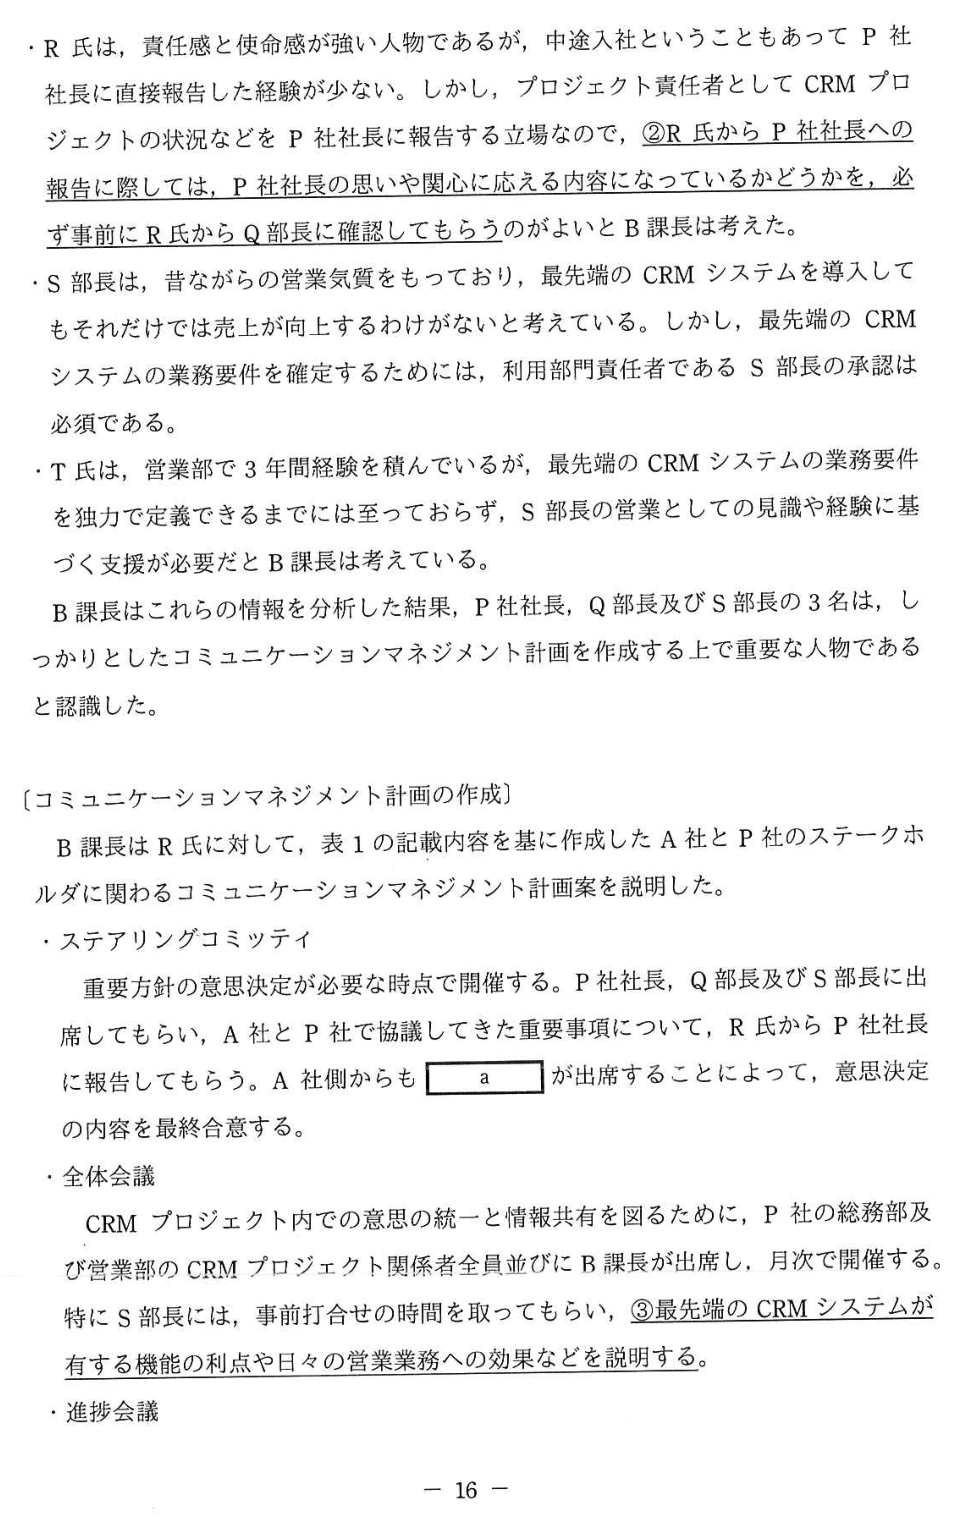 ・R 氏は，責任感と使命感が強い人物であるが，中途入社ということもあって P 社
社長に直接報告した経験が少ない。しかし，プロジェクト責任者として CRM プロ
ジェクトの状況などを P 社社長に報告する立場なので，②R 氏から P 社社長への
報告に際しては，P 社社長の思いや関心に応える内容になっているかどうかを，必
ず事前に R 氏から Q 部長に確認してもらうのがよいと B 課長は考えた。
・S 部長は，昔ながらの営業気質をもっており，最先端の CRM システムを導入して
もそれだけでは売上が向上するわけがないと考えている。しかし，最先端の CRM
システムの業務要件を確定するためには，利用部門責任者である S 部長の承認は
必須である。
・T 氏は，営業部で 3 年間経験を積んでいるが，最先端の CRM システムの業務要件
を独力で定義できるまでには至っておらず，S 部長の営業としての見識や経験に基
づく支援が必要だと B 課長は考えている。
B 課長はこれらの情報を分析した結果，P 社社長，Q 部長及び S 部長の 3 名は，し
っかりとしたコミュニケーションマネジメント計画を作成する上で重要な人物である
と認識した。
〔コミュニケーションマネジメント計画の作成〕
B 課長は R 氏に対して，表 1 の記載内容を基に作成した A 社と P 社のステークホ
ルダに関わるコミュニケーションマネジメント計画案を説明した。
・ステアリングコミッティ
重要方針の意思決定が必要な時点で開催する。P 社社長，Q 部長及び S 部長に出
席してもらい，A 社と P 社で協議してきた重要事項について，R 氏から P 社社長
に報告してもらう。A 社側からも a が出席することによって，意思決定
の内容を最終合意する。
・全体会議
CRM プロジェクト内での意思の統一と情報共有を図るために，P 社の総務部及
び営業部の CRM プロジェクト関係者全員並びに B 課長が出席し，月次で開催する。
特に S 部長には，事前打合せの時間を取ってもらい，③最先端の CRM システムが
有する機能の利点や日々の営業業務への効果などを説明する。
・進捗会議
－ 16 －